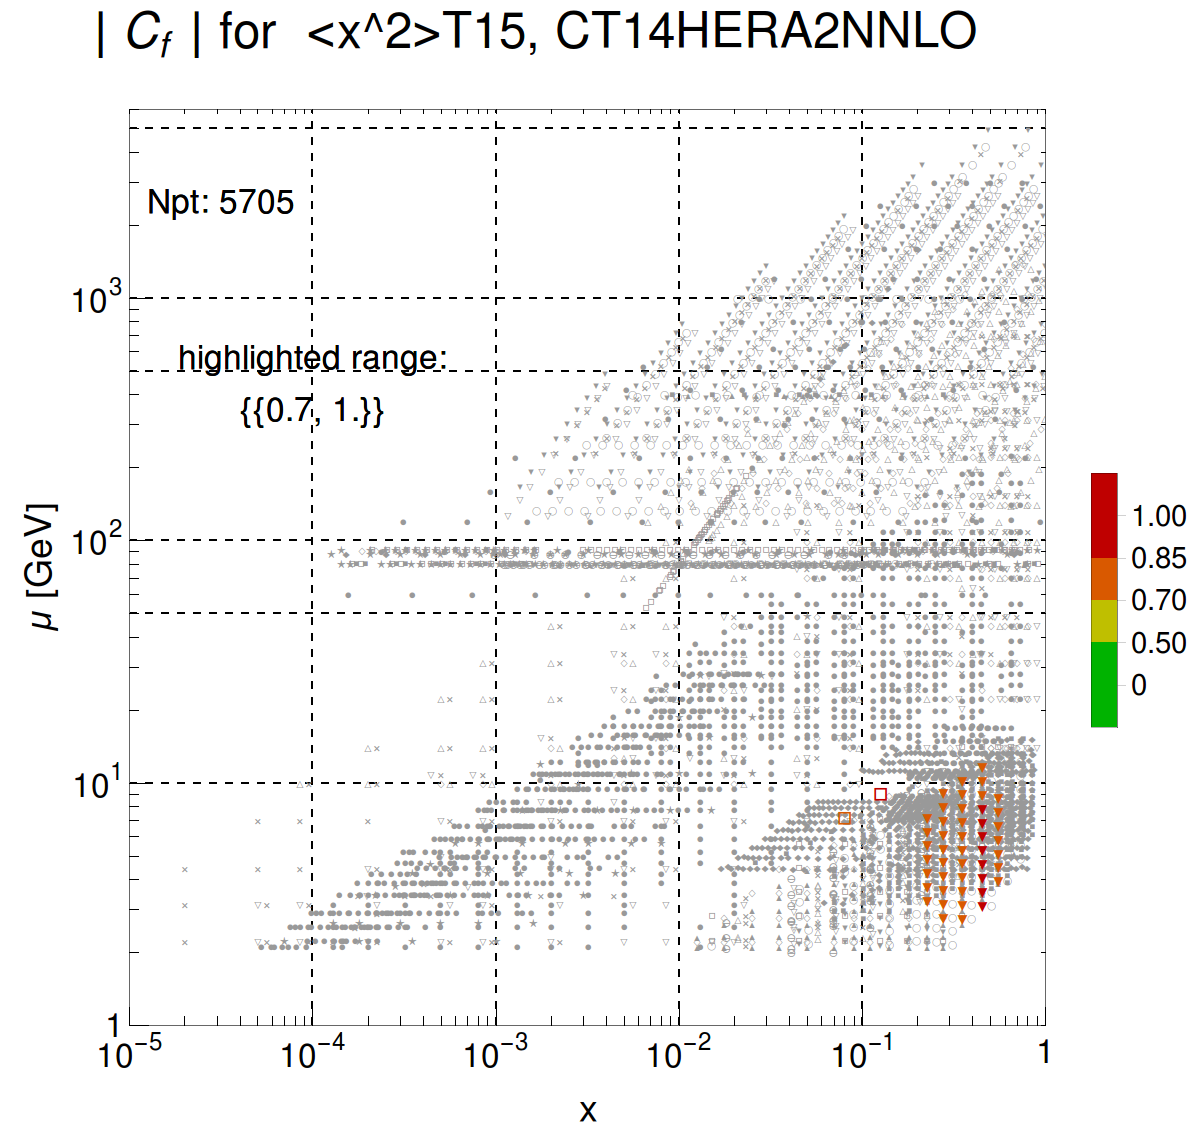 | Cf | for <x^2>T15, CT14HERA2NNLO
Npt: 5705
highlighted range:
{{0.7, 1.}}
10^3
10^2
10^1
1
μ [GeV]
10^-5 10^-4 10^-3 10^-2 10^-1 1
x
1.00
0.85
0.70
0.50
0